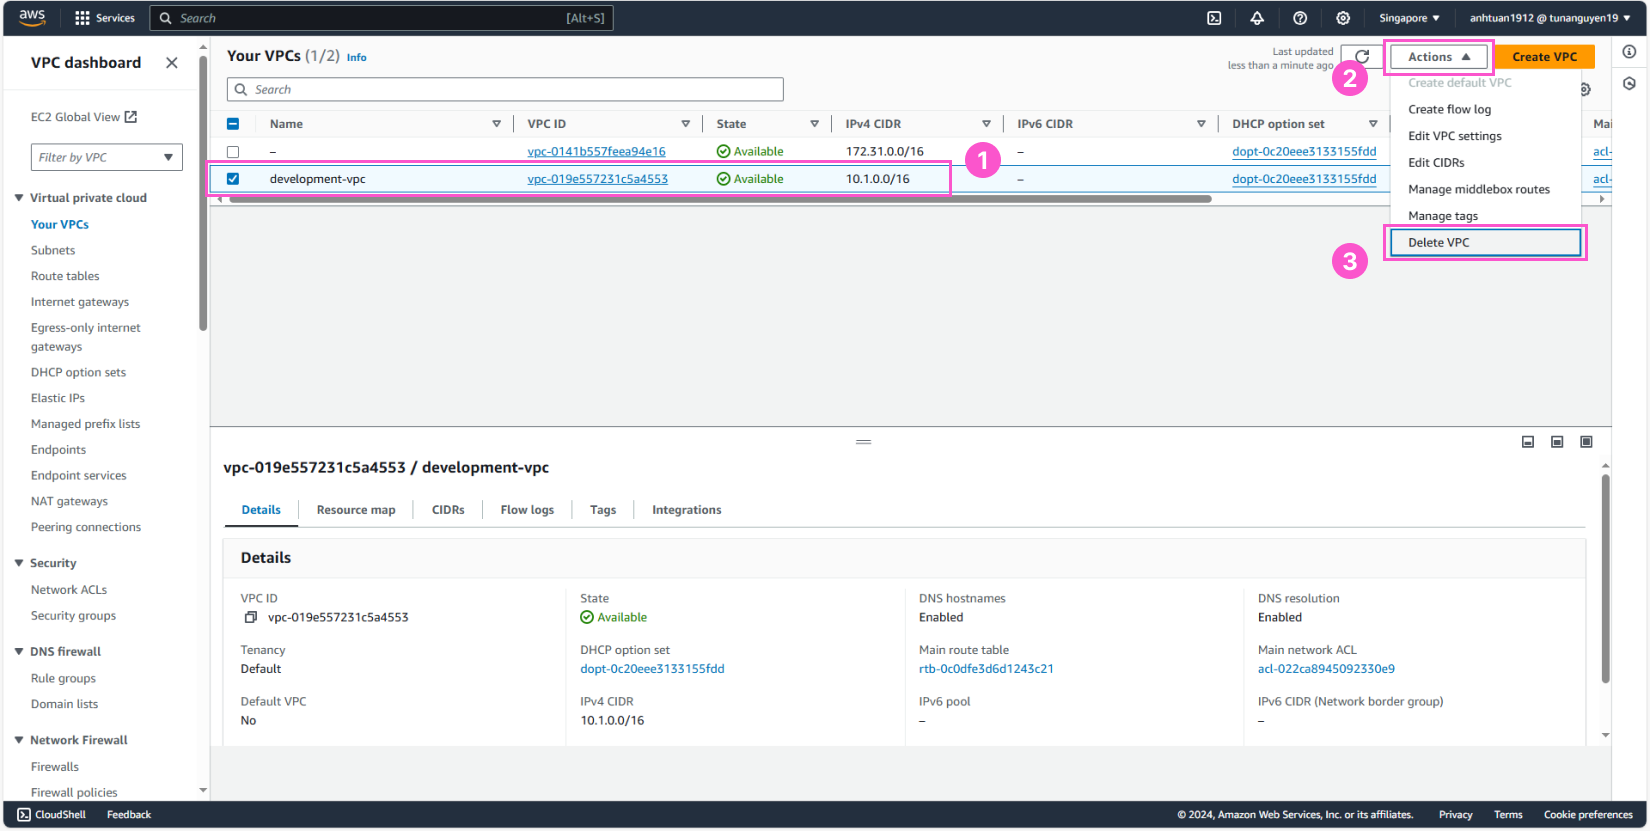 aws
Services
Search
[Alt+S]
Singapore
anhtuan1912 @ tunanguyen19
VPC dashboard
EC2 Global View
Filter by VPC
Virtual private cloud
Your VPCs
Subnets
Route tables
Internet gateways
Egress-only internet
gateways
DHCP option sets
Elastic IPs
Managed prefix lists
Endpoints
Endpoint services
NAT gateways
Peering connections
Security
Network ACLs
Security groups
DNS firewall
Rule groups
Domain lists
Network Firewall
Firewalls
Firewall policies
Your VPCs (1/2) Info
Last updated
less than a minute ago
2
Actions
Create VPC
Search
Create default VPC
Create flow log
Edit VPC settings
Edit CIDRs
Manage middlebox routes
Manage tags
Delete VPC
3
Name VPC ID State IPv4 CIDR IPv6 CIDR DHCP option set Mai
– vpc-0141b557feea94e16 Available 172.31.0.0/16 – dopt-0c20eee3133155fdd acl-
1
development-vpc vpc-019e557231c5a4553 Available 10.1.0.0/16 – dopt-0c20eee3133155fdd acl-
vpc-019e557231c5a4553 / development-vpc
Details Resource map CIDRs Flow logs Tags Integrations
Details
VPC ID
vpc-019e557231c5a4553
State
Available
DNS hostnames
Enabled
DNS resolution
Enabled
Tenancy
Default
DHCP option set
dopt-0c20eee3133155fdd
Main route table
rtb-0c0dfe3d6d1243c21
Main network ACL
acl-022ca8945092330e9
Default VPC
No
IPv4 CIDR
10.1.0.0/16
IPv6 pool
–
IPv6 CIDR (Network border group)
–
CloudShell Feedback
© 2024, Amazon Web Services, Inc. or its affiliates. Privacy Terms Cookie preferences